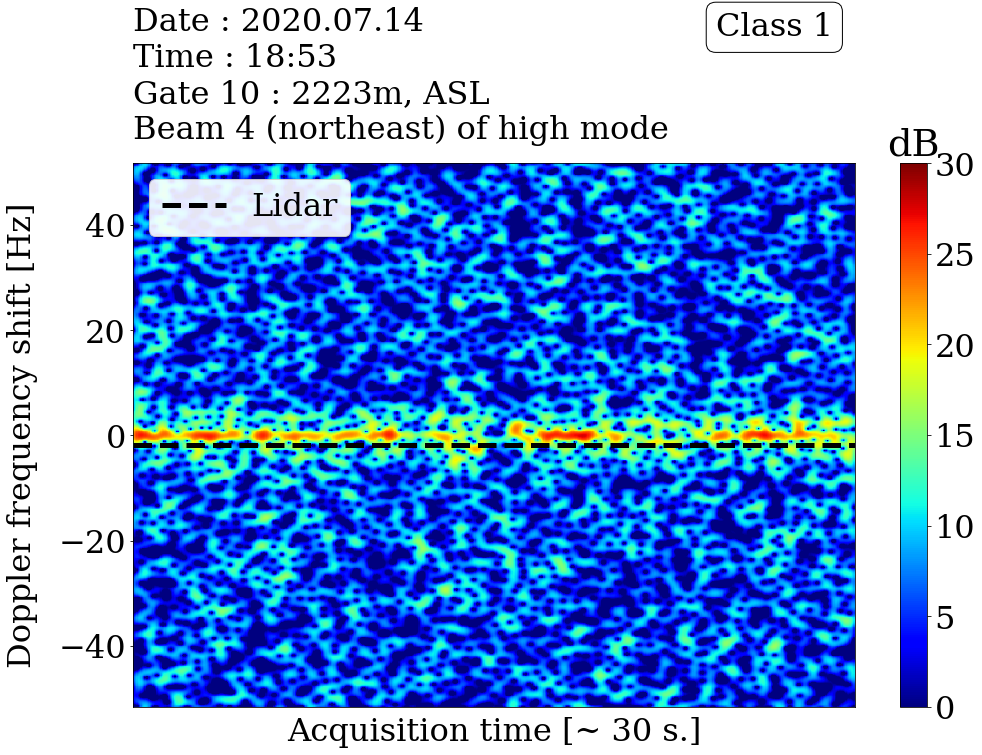 Date : 2020.07.14
Time : 18:53
Gate 10 : 2223m, ASL
Beam 4 (northeast) of high mode
Class 1
dB
Lidar
Doppler frequency shift [Hz]
40
20
0
−20
−40
30
25
20
15
10
5
0
Acquisition time [~ 30 s.]